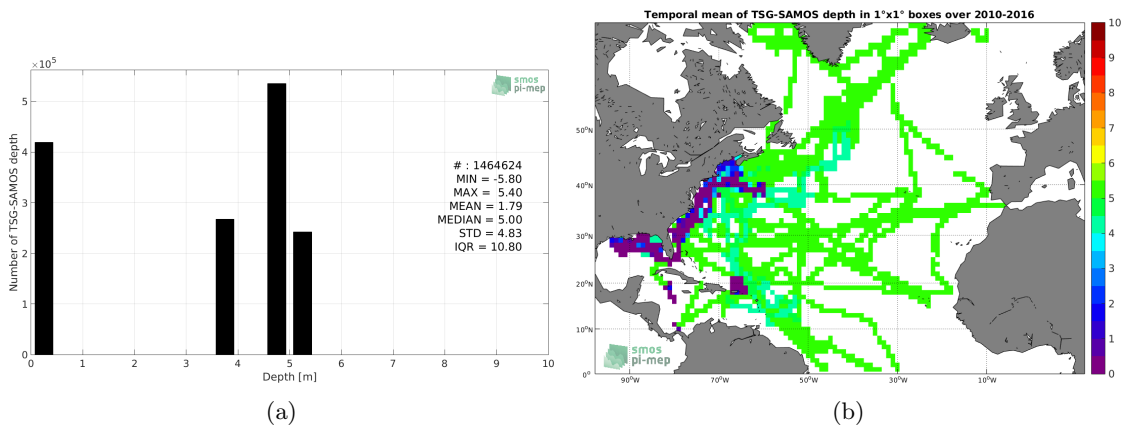 ×10⁵
5
4
3
2
1
0
Number of TSG-SAMOS depth
smos
pi-mep
# : 1464624
MIN = -5.80
MAX = 5.40
MEAN = 1.79
MEDIAN = 5.00
STD = 4.83
IQR = 10.80
0 1 2 3 4 5 6 7 8 9 10
Depth [m]
(a)
Temporal mean of TSG-SAMOS depth in 1°x1° boxes over 2010-2016
50°N
40°N
30°N
20°N
10°N
0°
90°W 70°W 50°W 30°W 10°W
smos
pi-mep
10
9
8
7
6
5
4
3
2
1
0
(b)